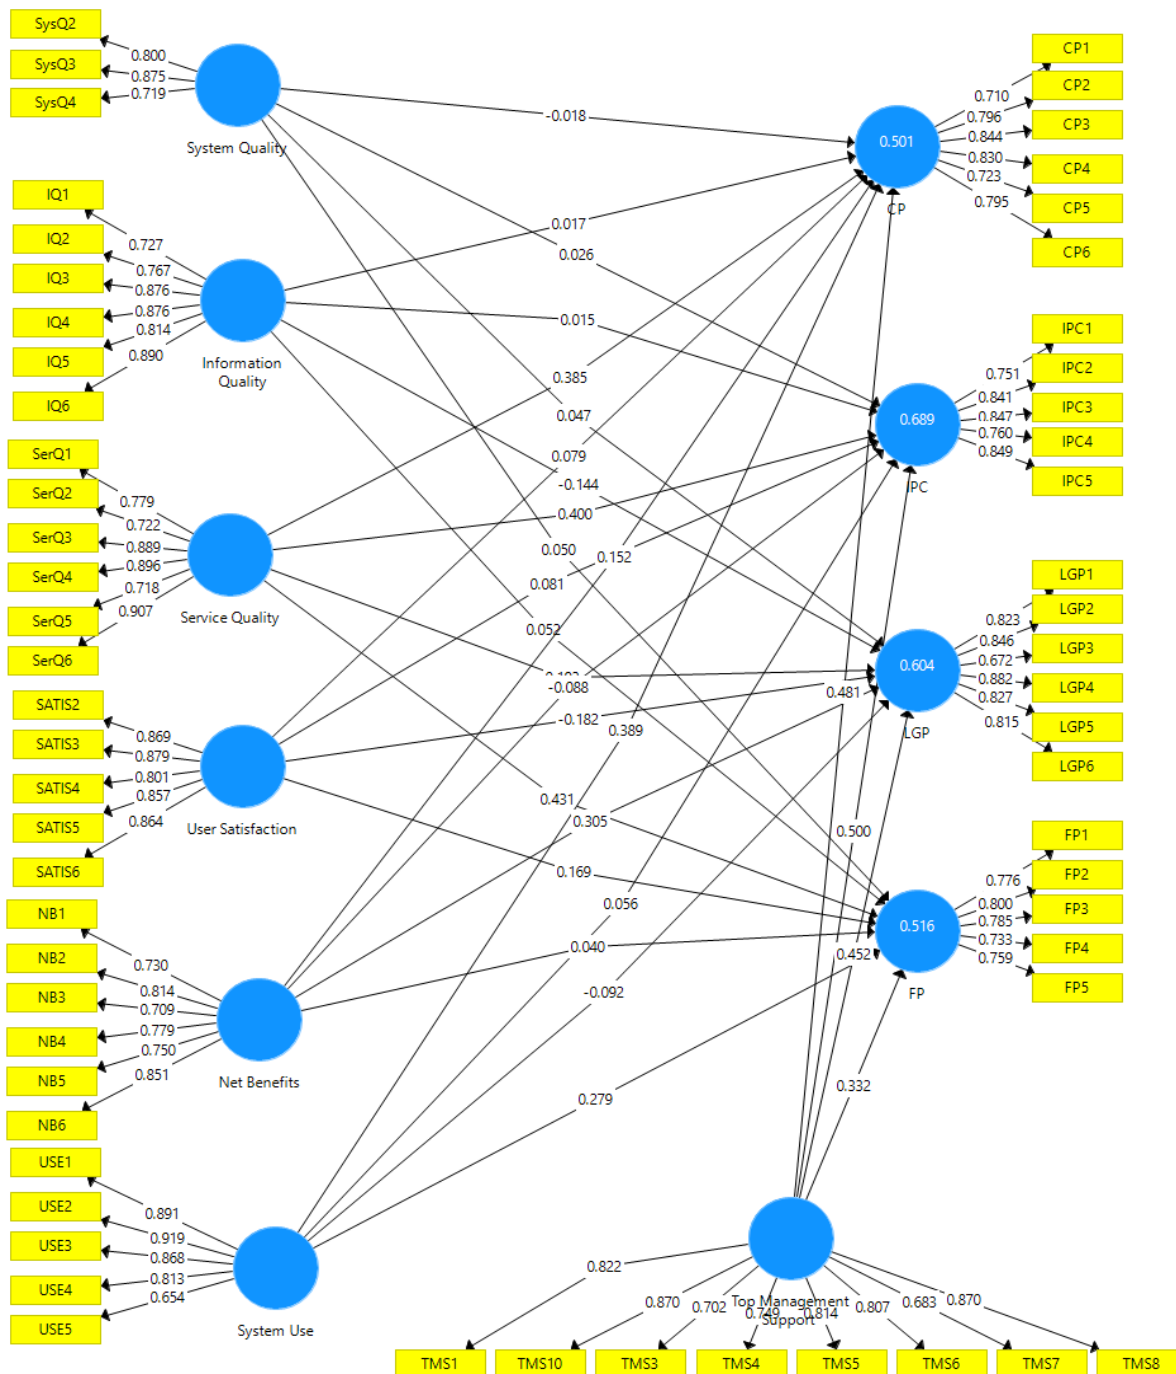 SysQ2
SysQ3
SysQ4
0.800
0.875
0.719
System Quality
IQ1
IQ2
IQ3
IQ4
IQ5
IQ6
0.727
0.767
0.876
0.876
0.814
0.890
Information
Quality
SerQ1
SerQ2
SerQ3
SerQ4
SerQ5
SerQ6
0.779
0.722
0.889
0.896
0.718
0.907
Service Quality
SATIS2
SATIS3
SATIS4
SATIS5
SATIS6
0.869
0.879
0.801
0.857
0.864
User Satisfaction
NB1
NB2
NB3
NB4
NB5
NB6
0.730
0.814
0.709
0.779
0.750
0.851
Net Benefits
USE1
USE2
USE3
USE4
USE5
0.891
0.919
0.868
0.813
0.654
System Use
-0.018
0.017
0.026
0.015
0.385
0.047
0.079
-0.144
0.400
0.050
0.152
0.081
0.052
-0.088
-0.182
0.481
0.389
0.431
0.305
0.500
0.169
0.056
0.040
0.452
-0.092
0.279
0.332
0.501
CP
0.710
0.796
0.844
0.830
0.723
0.795
CP1
CP2
CP3
CP4
CP5
CP6
0.689
IPC
0.751
0.841
0.847
0.760
0.849
IPC1
IPC2
IPC3
IPC4
IPC5
0.604
LGP
0.823
0.846
0.672
0.882
0.827
0.815
LGP1
LGP2
LGP3
LGP4
LGP5
LGP6
0.516
FP
0.776
0.800
0.785
0.733
0.759
FP1
FP2
FP3
FP4
FP5
Top Management
Support
0.822
0.870
0.702
0.749
0.814
0.807
0.683
0.870
TMS1
TMS10
TMS3
TMS4
TMS5
TMS6
TMS7
TMS8